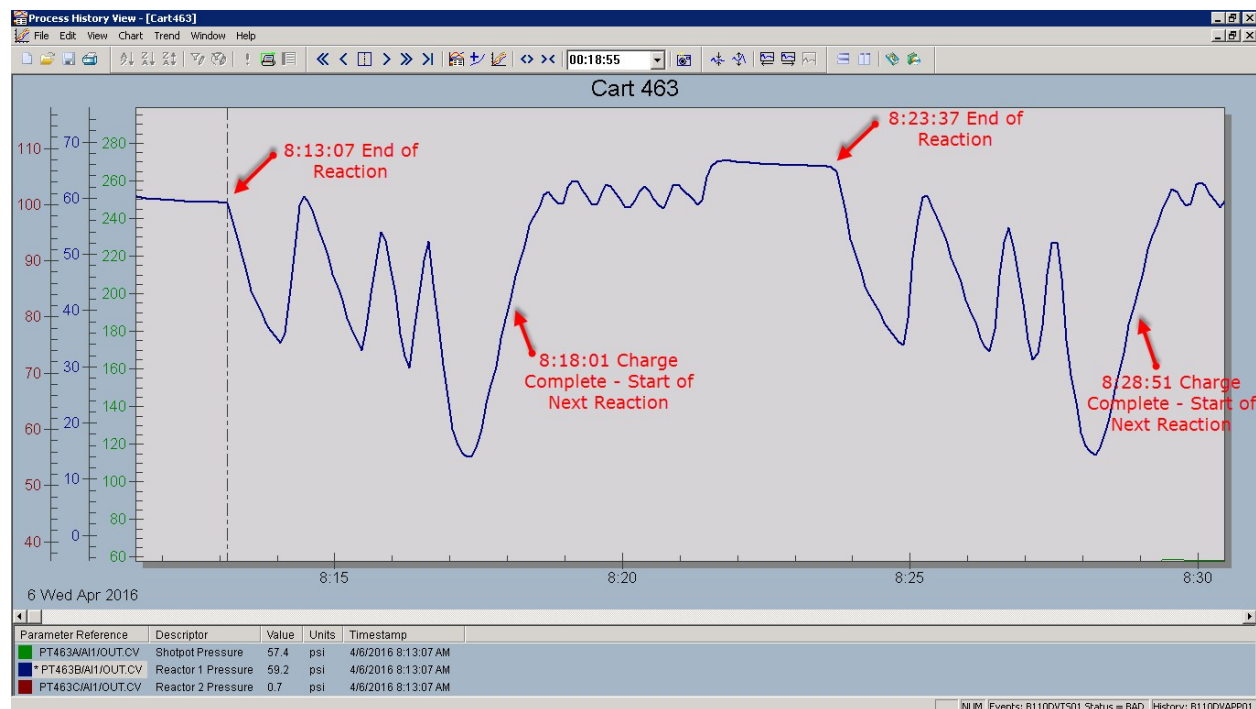 Process History View - [Cart463]
File Edit View Chart Trend Window Help
00:18:55
Cart 463
8:13:07 End of
Reaction
8:23:37 End of
Reaction
8:18:01 Charge
Complete - Start of
Next Reaction
8:28:51 Charge
Complete - Start of
Next Reaction
110
100
90
80
70
60
50
40
70
60
50
40
30
20
10
0
280
260
240
220
200
180
160
140
120
100
80
60
8:15 8:20 8:25 8:30
6 Wed Apr 2016
Parameter Reference Descriptor Value Units Timestamp
PT463A/AI1/OUT.CV Shotpot Pressure 57.4 psi 4/6/2016 8:13:07 AM
* PT463B/AI1/OUT.CV Reactor 1 Pressure 59.2 psi 4/6/2016 8:13:07 AM
PT463C/AI1/OUT.CV Reactor 2 Pressure 0.7 psi 4/6/2016 8:13:07 AM
NUM Events: B110DVTS01 Status = BAD History: B110DVAPP01